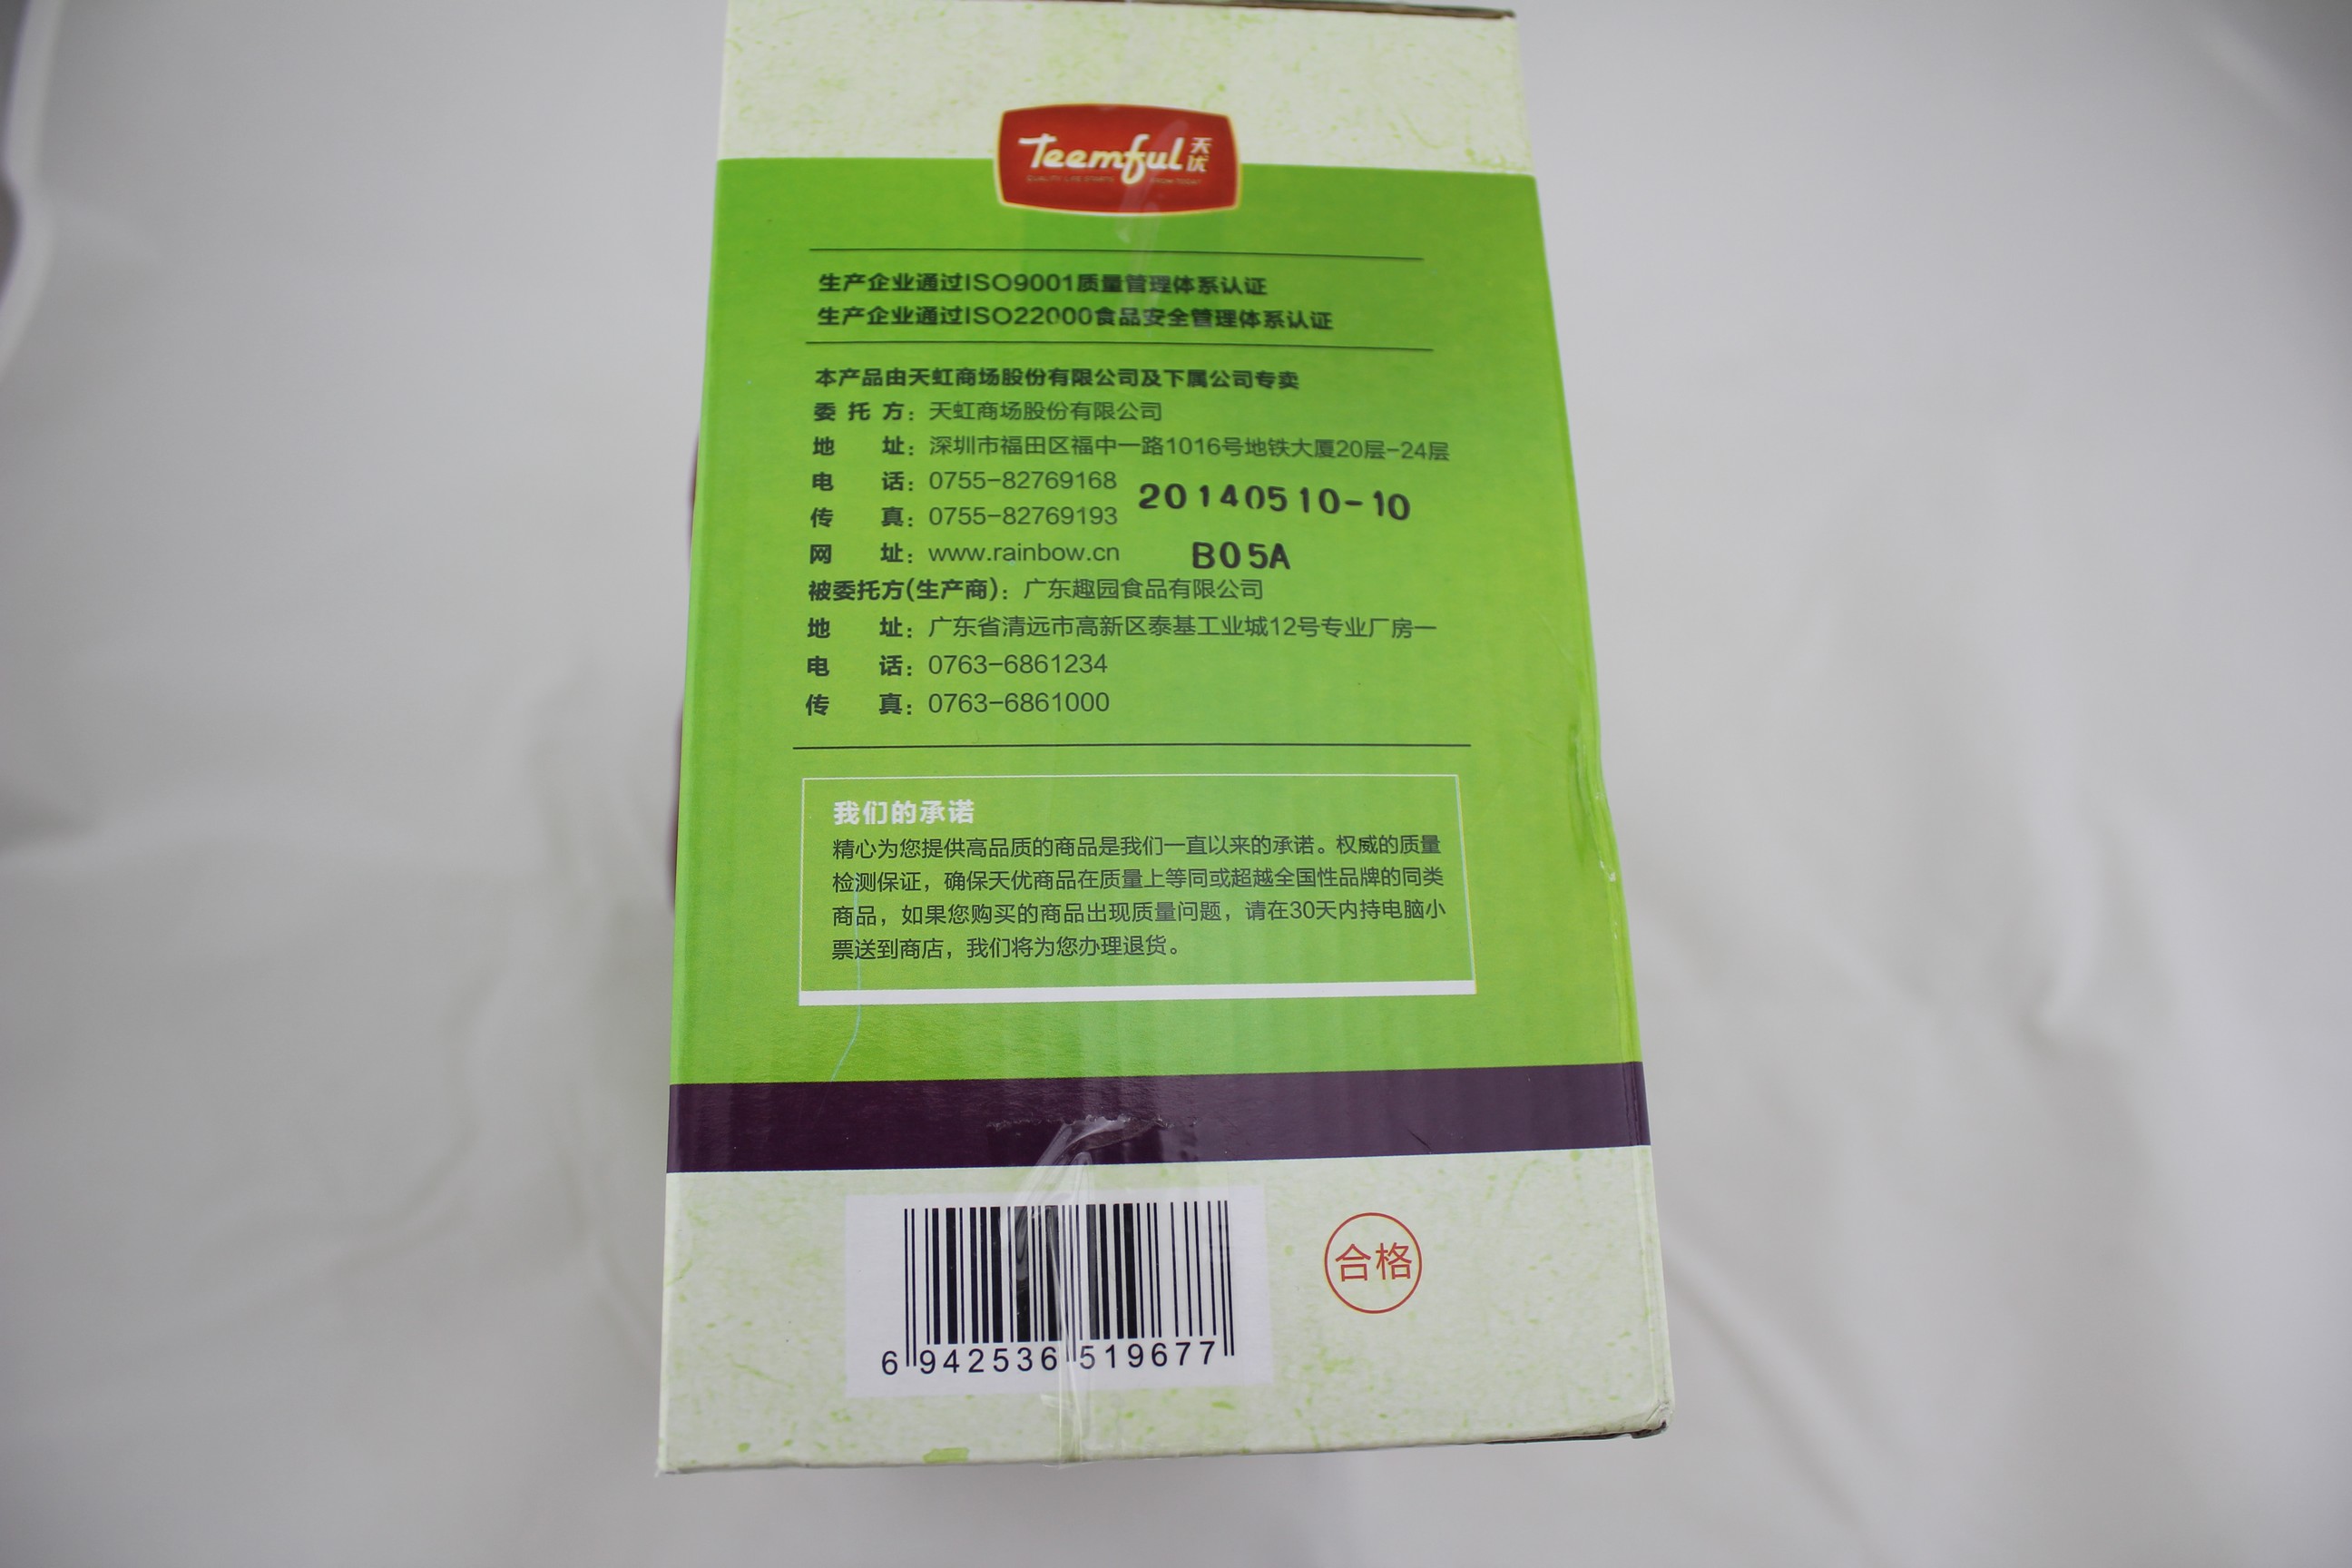 Teemful 天优
生产企业通过ISO9001质量管理体系认证
生产企业通过ISO22000食品安全管理体系认证
本产品由天虹商场股份有限公司及下属公司专卖
委托方：天虹商场股份有限公司
地址：深圳市福田区福中一路1016号地铁大厦20层-24层
电话：0755-82769168
20140510-10
传真：0755-82769193
网址：www.rainbow.cn
B05A
被委托方(生产商)：广东趣园食品有限公司
地址：广东省清远市高新区泰基工业城12号专业厂房一
电话：0763-6861234
传真：0763-6861000
我们的承诺
精心为您提供高品质的商品是我们一直以来的承诺。权威的质量
检测保证，确保天优商品在质量上等同或超越全国性品牌的同类
商品，如果您购买的商品出现质量问题，请在30天内持电脑小
票送到商店，我们将为您办理退货。
合格
6 942536 519677